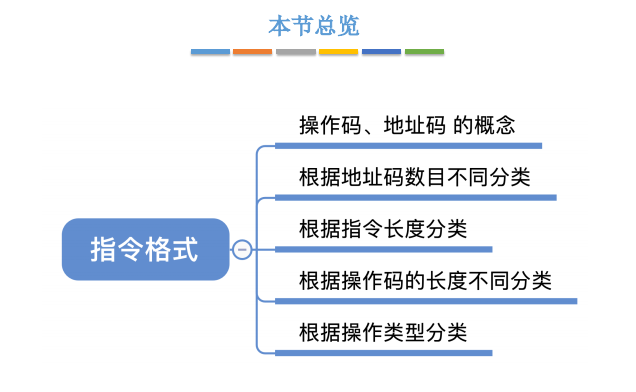 本节总览
操作码、地址码 的概念
根据地址码数目不同分类
指令格式
根据指令长度分类
根据操作码的长度不同分类
根据操作类型分类